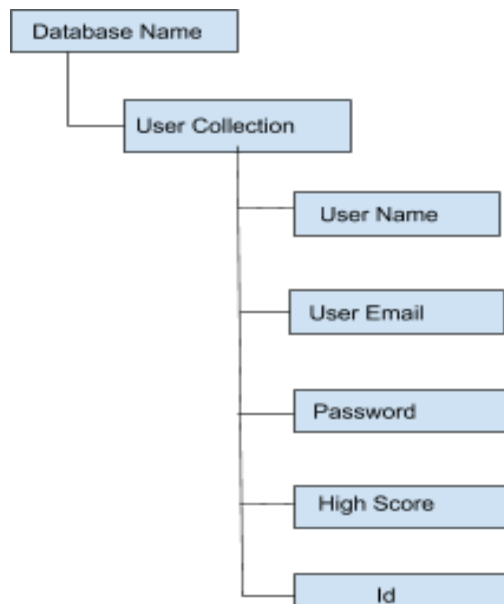 Database Name
User Collection
User Name
User Email
Password
High Score
Id